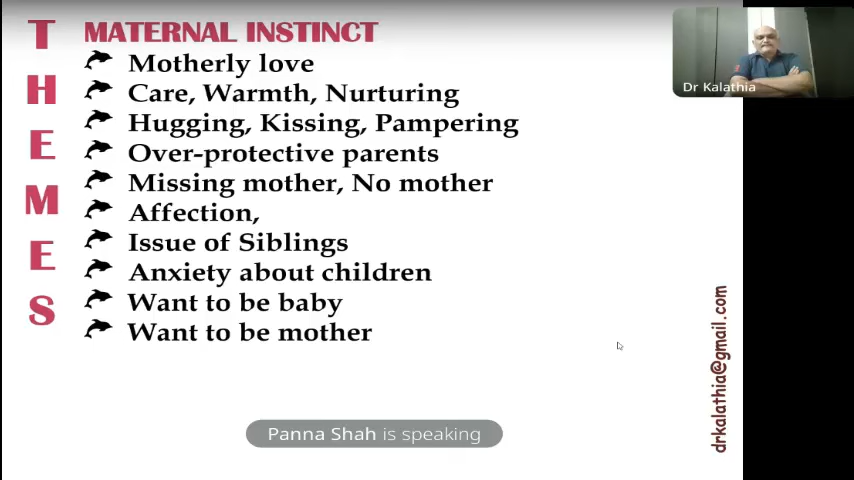 THEMES
MATERNAL INSTINCT
Motherly love
Care, Warmth, Nurturing
Hugging, Kissing, Pampering
Over-protective parents
Missing mother, No mother
Affection,
Issue of Siblings
Anxiety about children
Want to be baby
Want to be mother
Dr Kalathia
drkalathia@gmail.com
Panna Shah is speaking